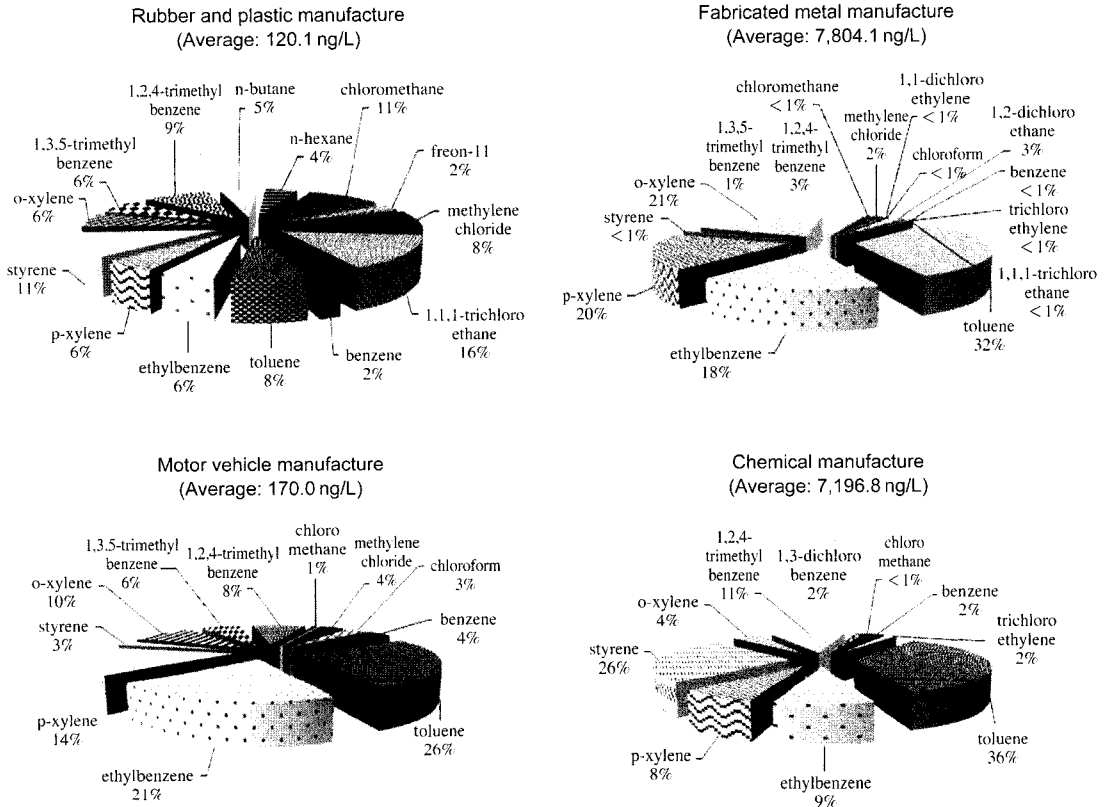 Rubber and plastic manufacture
(Average: 120.1 ng/L)
1,2,4-trimethyl
benzene
9%
n-butane
5%
chloromethane
11%
1,3,5-trimethyl
benzene
6%
n-hexane
4%
freon-11
2%
o-xylene
6%
methylene
chloride
8%
styrene
11%
1,1,1-trichloro
ethane
16%
p-xylene
6%
ethylbenzene
6%
toluene
8%
benzene
2%
Fabricated metal manufacture
(Average: 7,804.1 ng/L)
chloromethane
< 1%
1,1-dichloro
ethylene
< 1%
methylene
chloride
2%
1,2-dichloro
ethane
3%
1,3,5-
trimethyl
benzene
1%
1,2,4-
trimethyl
benzene
3%
chloroform
< 1%
benzene
< 1%
o-xylene
21%
styrene
< 1%
trichloro
ethylene
< 1%
p-xylene
20%
1,1,1-trichloro
ethane
< 1%
ethylbenzene
18%
toluene
32%
Motor vehicle manufacture
(Average: 170.0 ng/L)
chloro
methane
1%
1,3,5-trimethyl
benzene
6%
1,2,4-trimethyl
benzene
8%
methylene
chloride
4%
chloroform
3%
o-xylene
10%
benzene
4%
styrene
3%
p-xylene
14%
toluene
26%
ethylbenzene
21%
Chemical manufacture
(Average: 7,196.8 ng/L)
1,2,4-
trimethyl
benzene
11%
1,3-dichloro
benzene
2%
chloro
methane
< 1%
benzene
2%
o-xylene
4%
trichloro
ethylene
2%
styrene
26%
p-xylene
8%
toluene
36%
ethylbenzene
9%